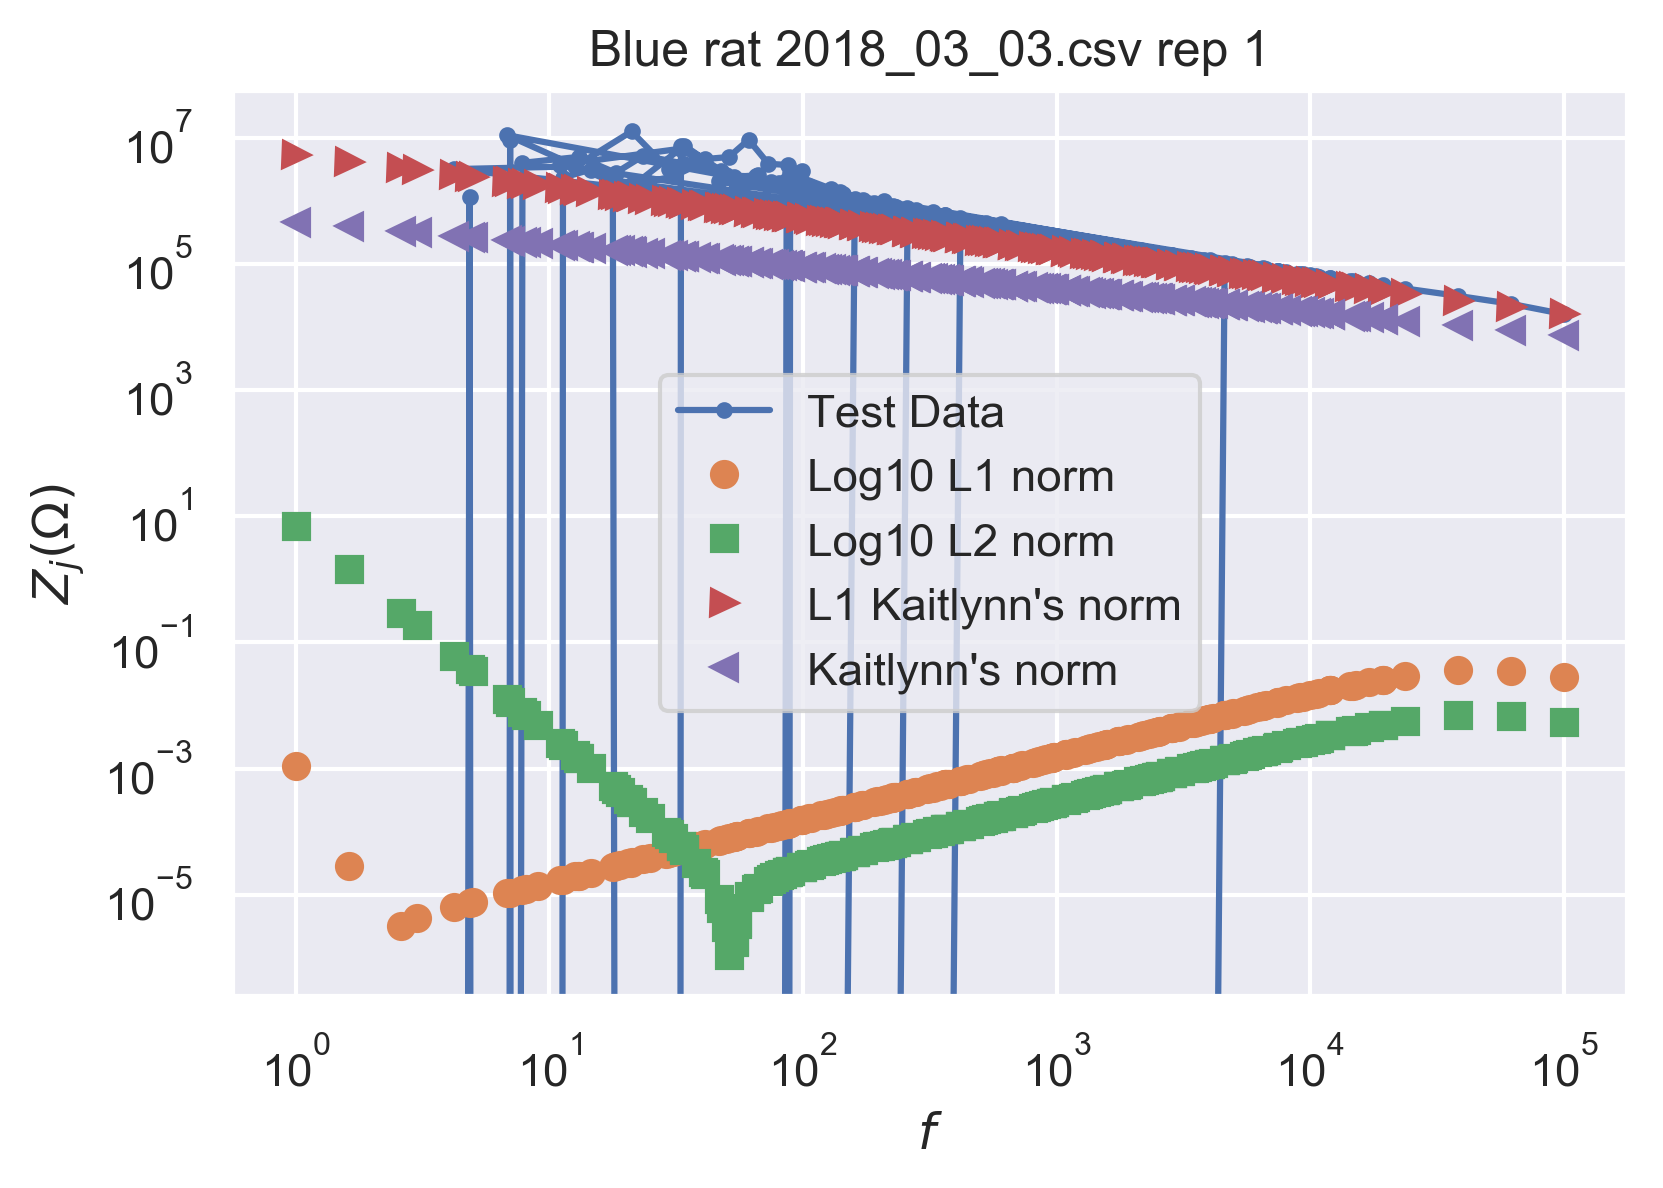 Blue rat 2018_03_03.csv rep 1
10^7
10^5
10^3
10^1
10^−1
10^−3
10^−5
Z_j(Ω)
Test Data
Log10 L1 norm
Log10 L2 norm
L1 Kaitlynn's norm
Kaitlynn's norm
10^0 10^1 10^2 10^3 10^4 10^5
f